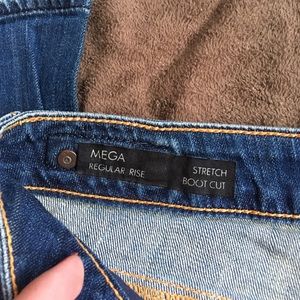 MEGA
REGULAR RISE
STRETCH
BOOT CUT